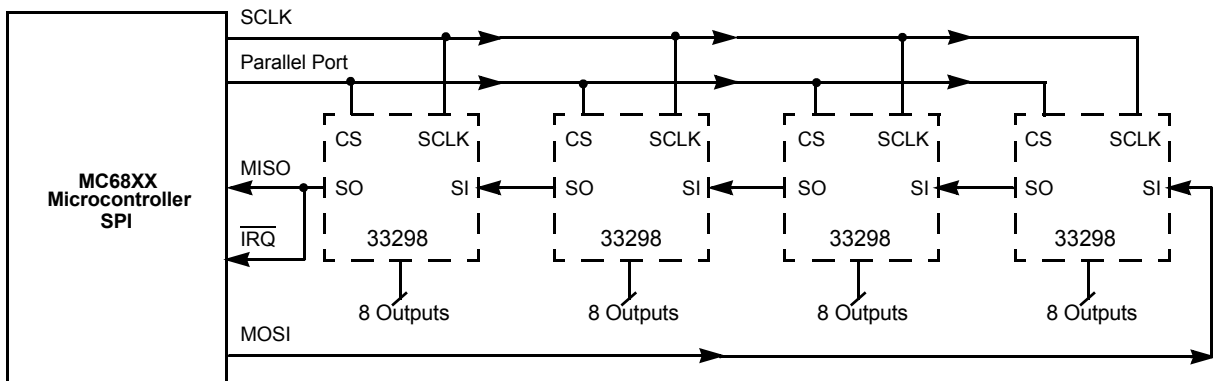 SCLK
Parallel Port
CS SCLK CS SCLK CS SCLK CS SCLK
MISO
MC68XX
Microcontroller
SPI
SO SI SO SI SO SI SO SI
IRQ
33298 33298 33298 33298
8 Outputs 8 Outputs 8 Outputs 8 Outputs
MOSI